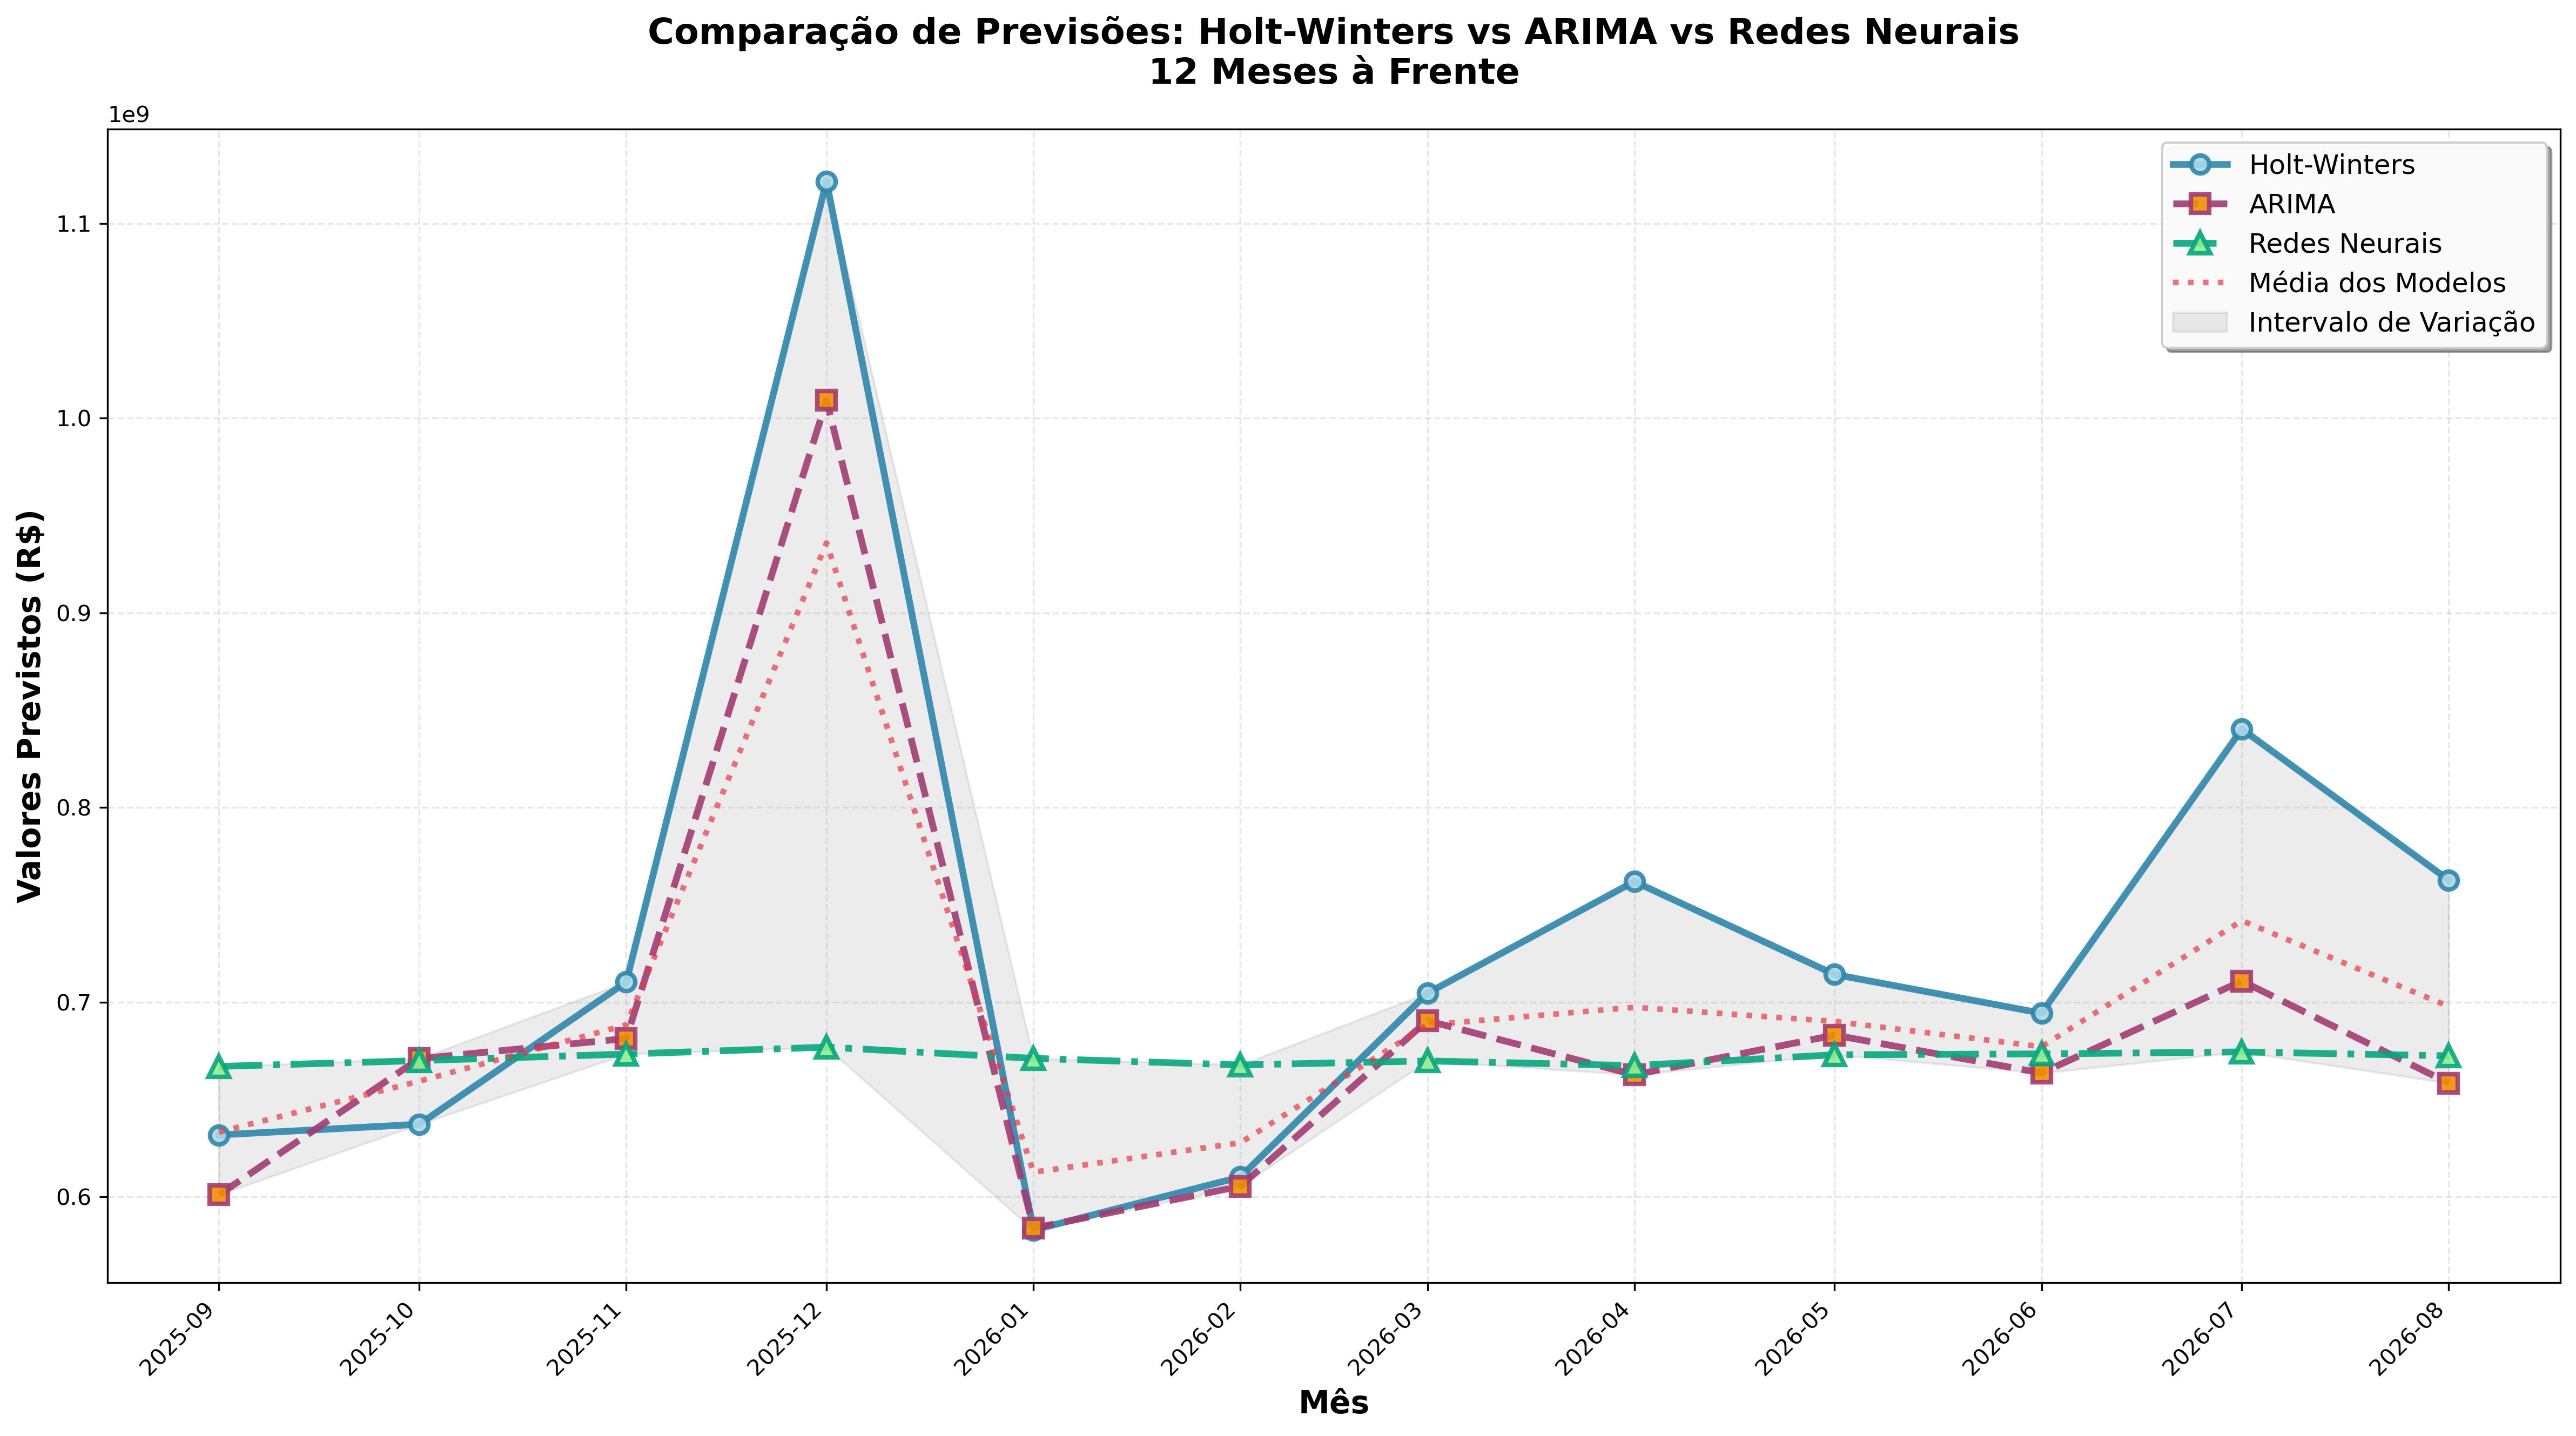 Comparação de Previsões: Holt-Winters vs ARIMA vs Redes Neurais
12 Meses à Frente
1e9
Holt-Winters
ARIMA
Redes Neurais
Média dos Modelos
Intervalo de Variação
Valores Previstos (R$)
1.1
1.0
0.9
0.8
0.7
0.6
2025-09
2025-10
2025-11
2025-12
2026-01
2026-02
2026-03
2026-04
2026-05
2026-06
2026-07
2026-08
Mês